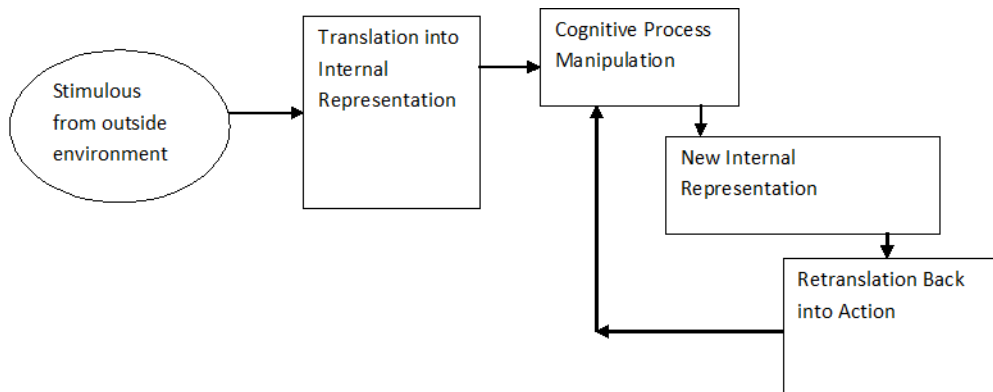 Stimulous
from outside
environment
Translation into
Internal
Representation
Cognitive Process
Manipulation
New Internal
Representation
Retranslation Back
into Action